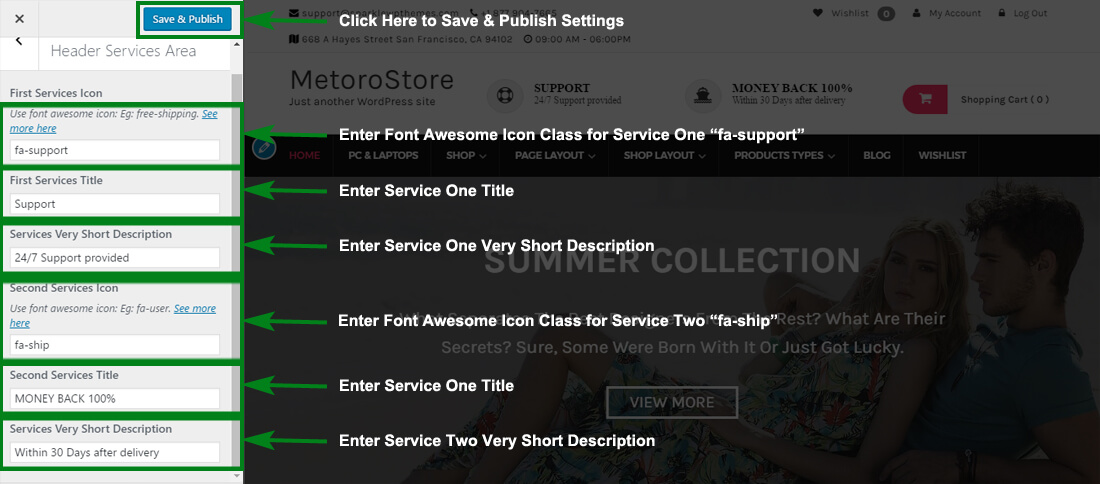 Save & Publish
Header Services Area
First Services Icon
Use font awesome icon: Eg: free-shipping. See
more here
fa-support
First Services Title
Support
Services Very Short Description
24/7 Support provided
Second Services Icon
Use font awesome icon: Eg: fa-user. See more
here
fa-ship
Second Services Title
MONEY BACK 100%
Services Very Short Description
Within 30 Days after delivery
Click Here to Save & Publish Settings
Enter Font Awesome Icon Class for Service One “fa-support”
Enter Service One Title
Enter Service One Very Short Description
Enter Font Awesome Icon Class for Service Two “fa-ship”
Enter Service One Title
Enter Service Two Very Short Description
Wishlist 0 My Account Log Out
668 A Hayes Street San Francisco, CA 94102 09:00 AM - 06:00PM
MetoroStore
Just another WordPress site
SUPPORT
24/7 Support provided
MONEY BACK 100%
Within 30 Days after delivery
Shopping Cart ( 0 )
HOME PC & LAPTOPS SHOP PAGE LAYOUT SHOP LAYOUT PRODUCTS TYPES BLOG WISHLIST
SUMMER COLLECTION
The Rest? What Are Their
Secrets? Sure, Some Were Born With It Or Just Got Lucky.
VIEW MORE